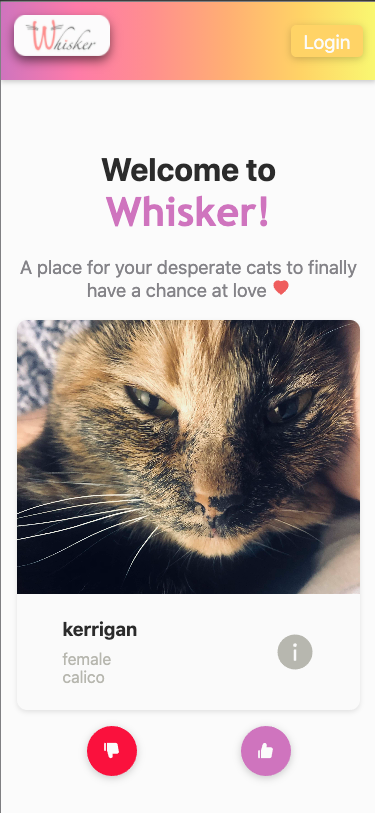 Whisker
Login
Welcome to
Whisker!
A place for your desperate cats to finally
have a chance at love
kerrigan
female
calico